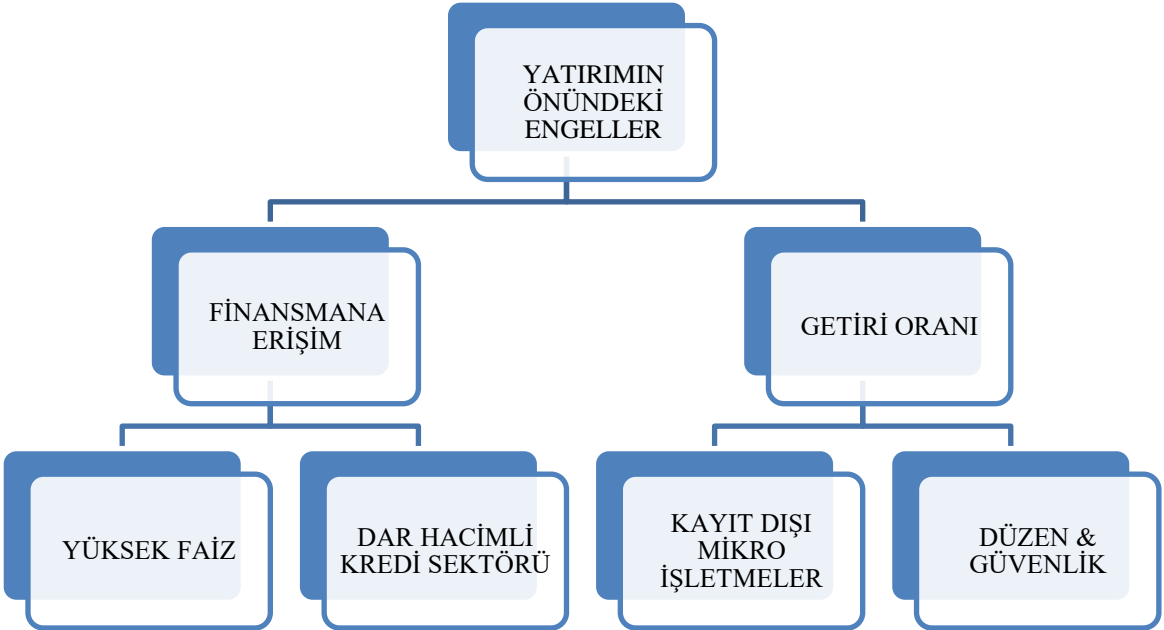 YATIRIMIN
ÖNÜNDEKİ
ENGELLER
FİNANSMANA
ERİŞİM
GETİRİ ORANI
YÜKSEK FAİZ
DAR HACİMLİ
KREDİ SEKTÖRÜ
KAYIT DIŞI
MİKRO
İŞLETMELER
DÜZEN &
GÜVENLİK